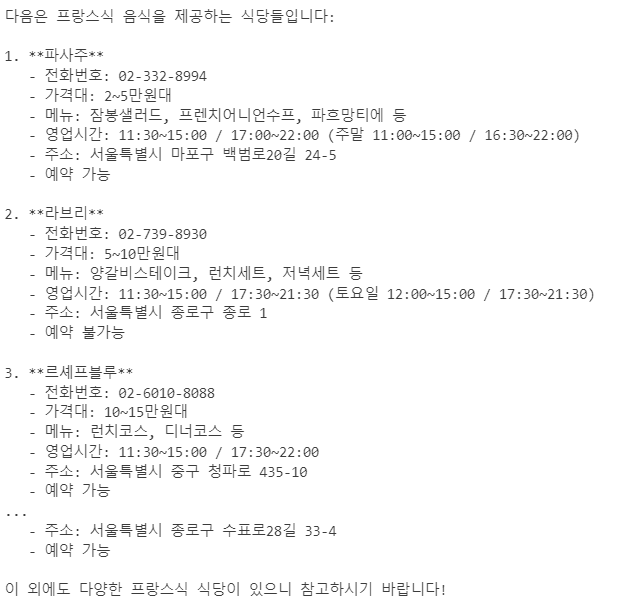 다음은 프랑스식 음식을 제공하는 식당들입니다:
1. **파사주**
- 전화번호: 02-332-8994
- 가격대: 2~5만원대
- 메뉴: 잠봉샐러드, 프렌치어니언수프, 파흐망티에 등
- 영업시간: 11:30~15:00 / 17:00~22:00 (주말 11:00~15:00 / 16:30~22:00)
- 주소: 서울특별시 마포구 백범로20길 24-5
- 예약 가능
2. **라브리**
- 전화번호: 02-739-8930
- 가격대: 5~10만원대
- 메뉴: 양갈비스테이크, 런치세트, 저녁세트 등
- 영업시간: 11:30~15:00 / 17:30~21:30 (토요일 12:00~15:00 / 17:30~21:30)
- 주소: 서울특별시 종로구 종로 1
- 예약 불가능
3. **르셰프블루**
- 전화번호: 02-6010-8088
- 가격대: 10~15만원대
- 메뉴: 런치코스, 디너코스 등
- 영업시간: 11:30~15:00 / 17:30~22:00
- 주소: 서울특별시 중구 청파로 435-10
- 예약 가능
...
- 주소: 서울특별시 종로구 수표로28길 33-4
- 예약 가능
이 외에도 다양한 프랑스식 식당이 있으니 참고하시기 바랍니다!